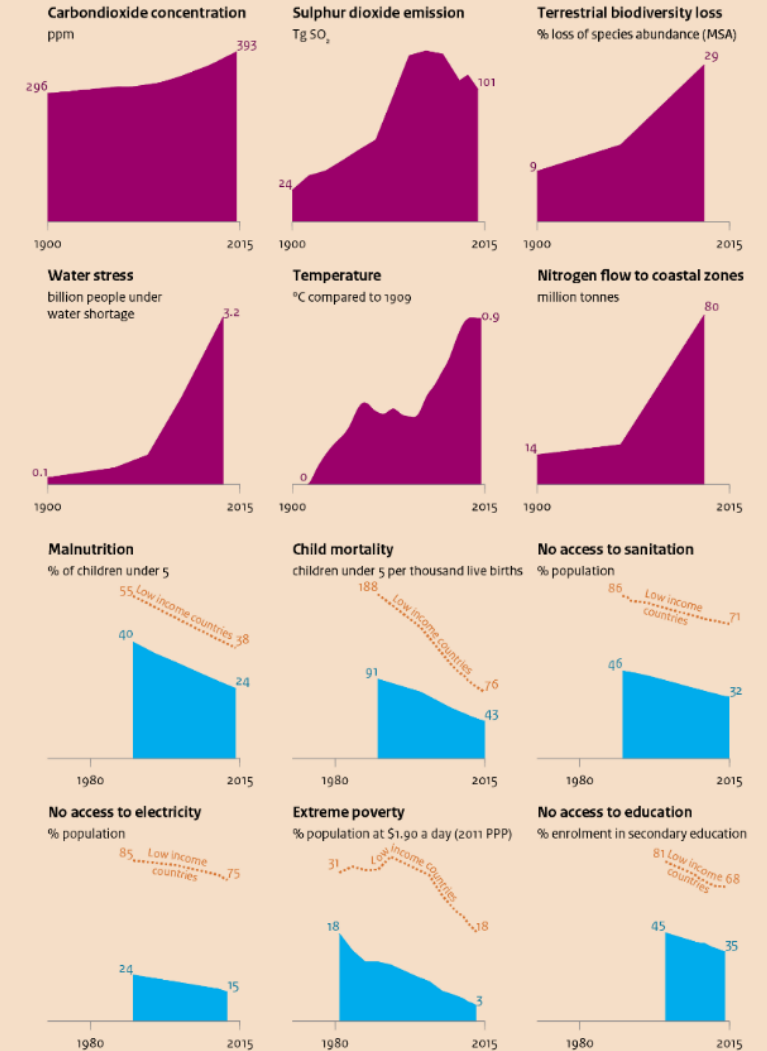 Carbondioxide concentration
ppm
393
296
1900 2015
Sulphur dioxide emission
Tg SO₂
101
24
1900 2015
Terrestrial biodiversity loss
% loss of species abundance (MSA)
29
9
1900 2015
Water stress
billion people under
water shortage
3.2
0.1
1900 2015
Temperature
°C compared to 1909
0.9
0
1900 2015
Nitrogen flow to coastal zones
million tonnes
80
14
1900 2015
Malnutrition
% of children under 5
55
Low income countries
38
40
24
1980 2015
Child mortality
children under 5 per thousand live births
188
Low income countries
76
91
43
1980 2015
No access to sanitation
% population
86
Low income
countries
71
46
32
1980 2015
No access to electricity
% population
85
Low income
countries
75
24
15
1980 2015
Extreme poverty
% population at $1.90 a day (2011 PPP)
31
Low income countries
18
18
3
1980 2015
No access to education
% enrolment in secondary education
81
Low income
countries
68
45
35
1980 2015